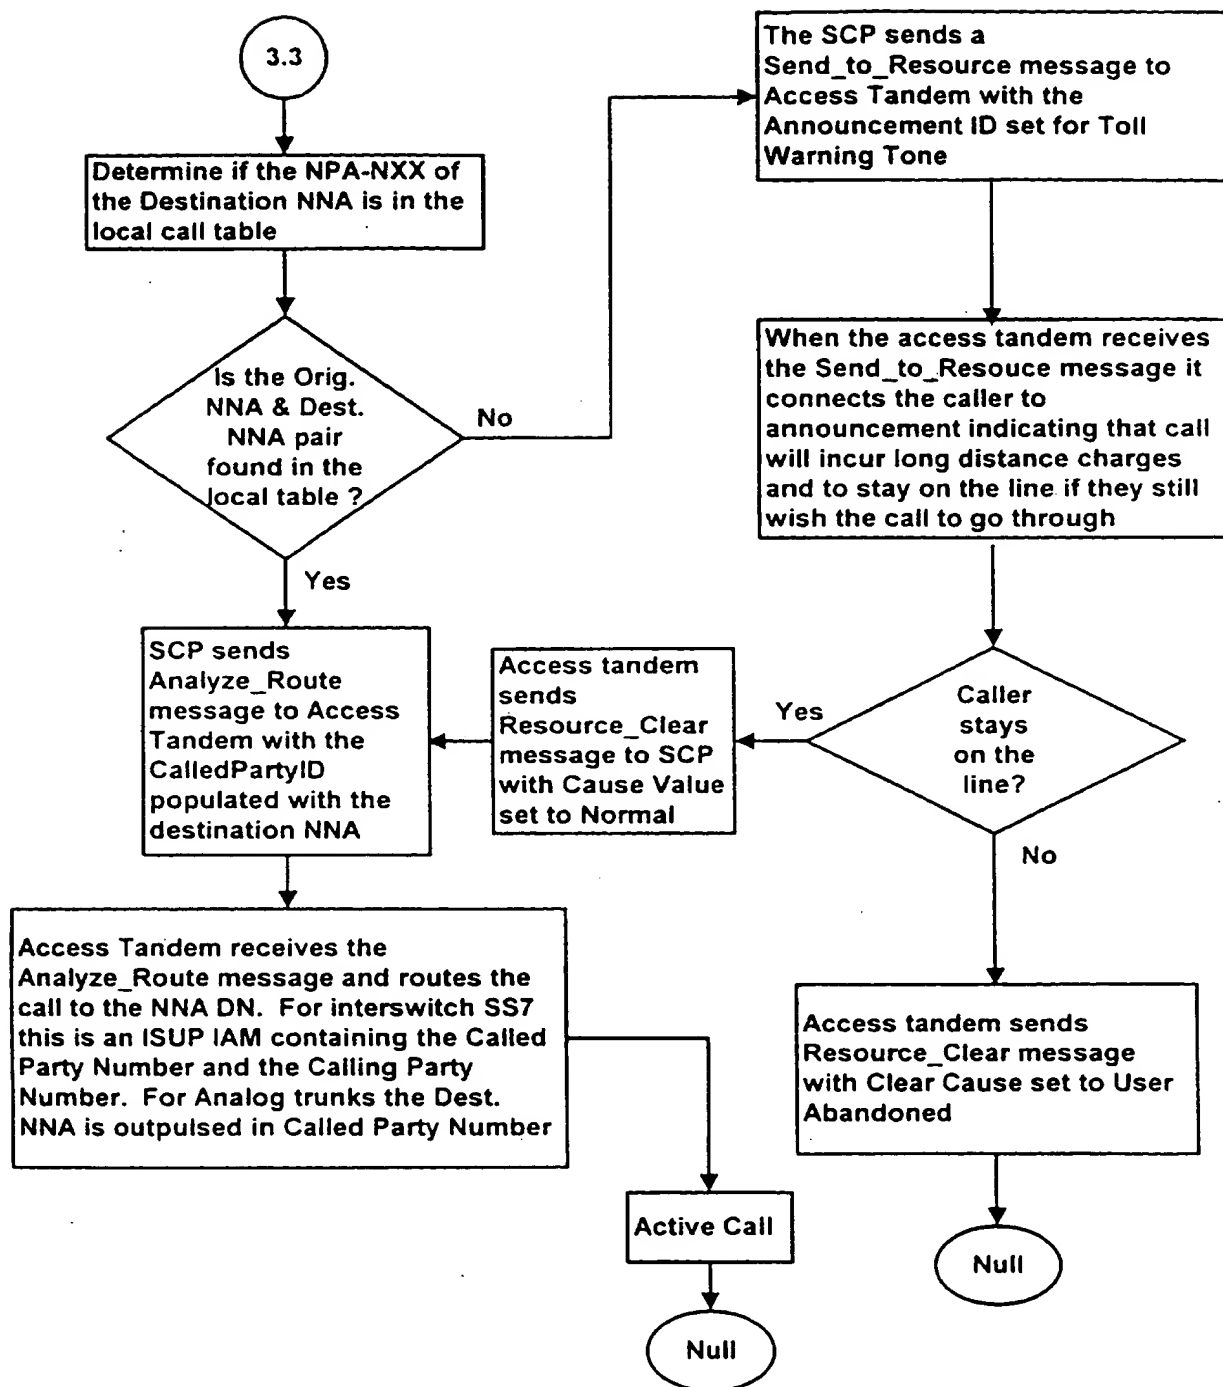 3.3
Determine if the NPA-NXX of
the Destination NNA is in the
local call table
Is the Orig.
NNA & Dest.
NNA pair
found in the
local table ?
No
Yes
The SCP sends a
Send_to_Resource message to
Access Tandem with the
Announcement ID set for Toll
Warning Tone
When the access tandem receives
the Send_to_Resouce message it
connects the caller to
announcement indicating that call
will incur long distance charges
and to stay on the line if they still
wish the call to go through
Caller
stays
on the
line?
Yes
No
Access tandem
sends
Resource_Clear
message to SCP
with Cause Value
set to Normal
SCP sends
Analyze_Route
message to Access
Tandem with the
CalledPartyID
populated with the
destination NNA
Access Tandem receives the
Analyze_Route message and routes the
call to the NNA DN. For interswitch SS7
this is an ISUP IAM containing the Called
Party Number and the Calling Party
Number. For Analog trunks the Dest.
NNA is outpulsed in Called Party Number
Access tandem sends
Resource_Clear message
with Clear Cause set to User
Abandoned
Active Call
Null
Null